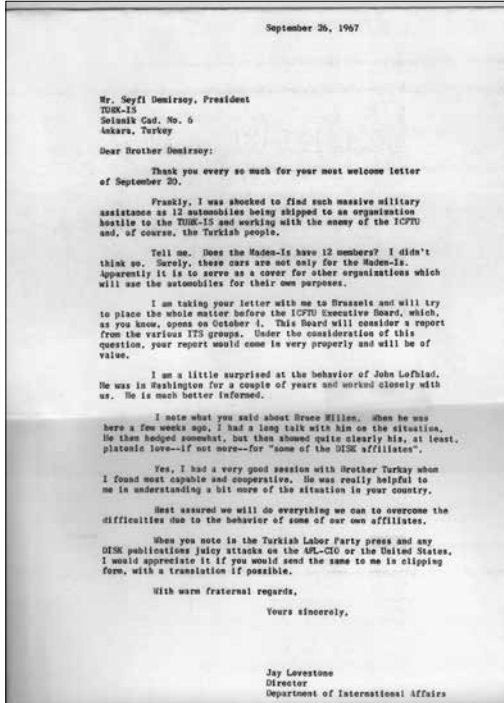 September 26, 1967
Mr. Seyfi Demirsoy, President
TURK-IS
Selanik Cad. No. 6
Ankara, Turkey
Dear Brother Demirsoy:
Thank you every so much for your most welcome letter
of September 20.
Frankly, I was shocked to find such massive military
assistance as 12 automobiles being shipped to an organization
hostile to the TURK-IS and working with the enemy of the ICFTU
and, of course, the Turkish people.
Tell me. Does the Maden-Is have 12 members? I didn't
think so. Surely, these cars are not only for the Maden-Is.
Apparently it is to serve as a cover for other organizations which
will use the automobiles for their own purposes.
I am taking your letter with me to Brussels and will try
to place the whole matter before the ICFTU Executive Board, which,
as you know, opens on October 4. This Board will consider a report
from the various ITS groups. Under the consideration of this
question, your report would come in very properly and will be of
value.
I am a little surprised at the behavior of John Lofblad.
He was in Washington for a couple of years and worked closely with
us. He is much better informed.
I note what you said about Bruce Millen. When he was
here a few weeks ago, I had a long talk with him on the situation.
He then hedged somewhat, but then showed quite clearly his, at least,
platonic love--if not more--for "some of the DISK affiliates".
Yes, I had a very good session with Brother Turkay whom
I found most capable and cooperative. He was really helpful to
me in understanding a bit more of the situation in your country.
Rest assured we will do everything we can to overcome the
difficulties due to the behavior of some of our own affiliates.
When you note in the Turkish Labor Party press and any
DISK publications juicy attacks on the AFL-CIO or the United States,
I would appreciate it if you would send the same to me in clipping
form, with a translation if possible.
With warm fraternal regards,
Yours sincerely,
Jay Lovestone
Director
Department of International Affairs